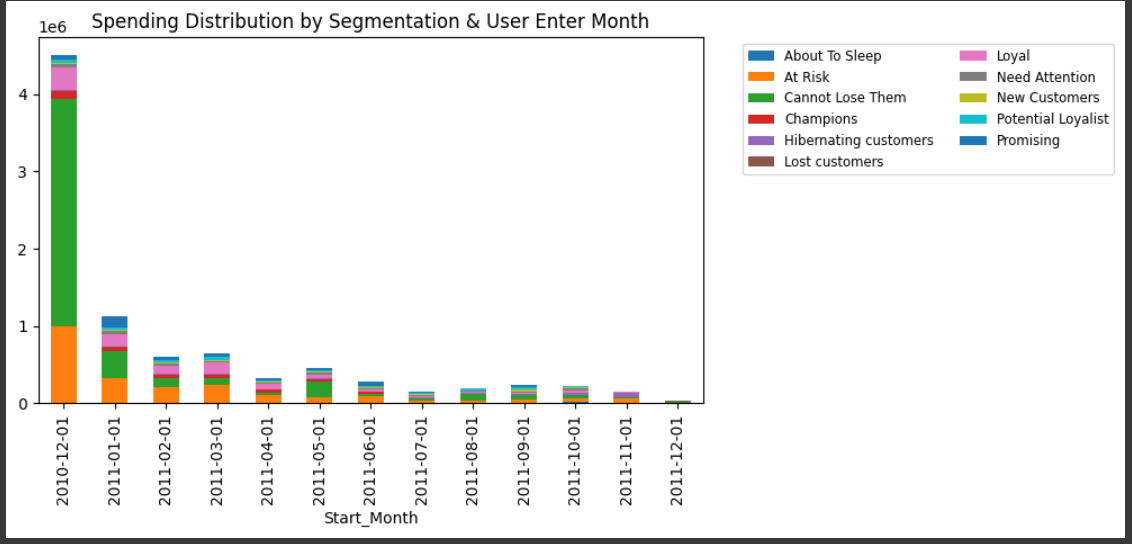 Spending Distribution by Segmentation & User Enter Month
1e6
4
3
2
1
0
2010-12-01
2011-01-01
2011-02-01
2011-03-01
2011-04-01
2011-05-01
2011-06-01
2011-07-01
2011-08-01
2011-09-01
2011-10-01
2011-11-01
2011-12-01
Start_Month
About To Sleep
At Risk
Cannot Lose Them
Champions
Hibernating customers
Lost customers
Loyal
Need Attention
New Customers
Potential Loyalist
Promising